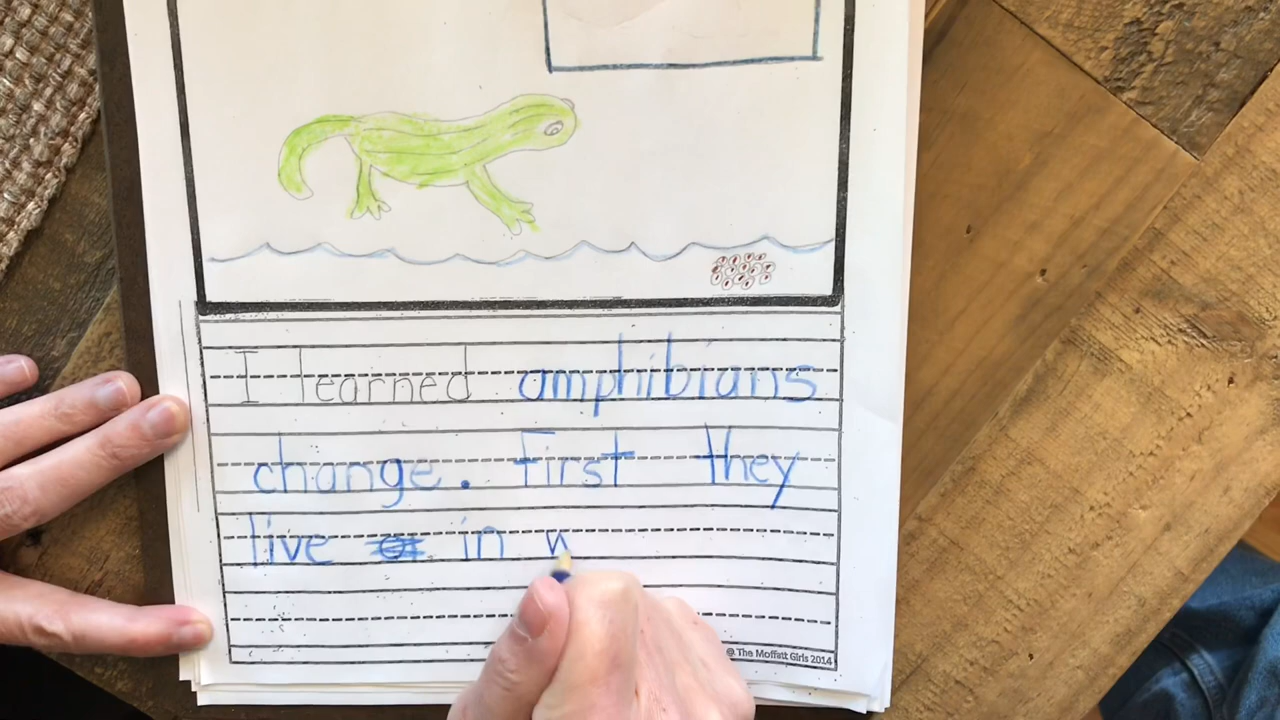 I learned amphibians
change. First they
live in
© The Moffatt Girls 2014